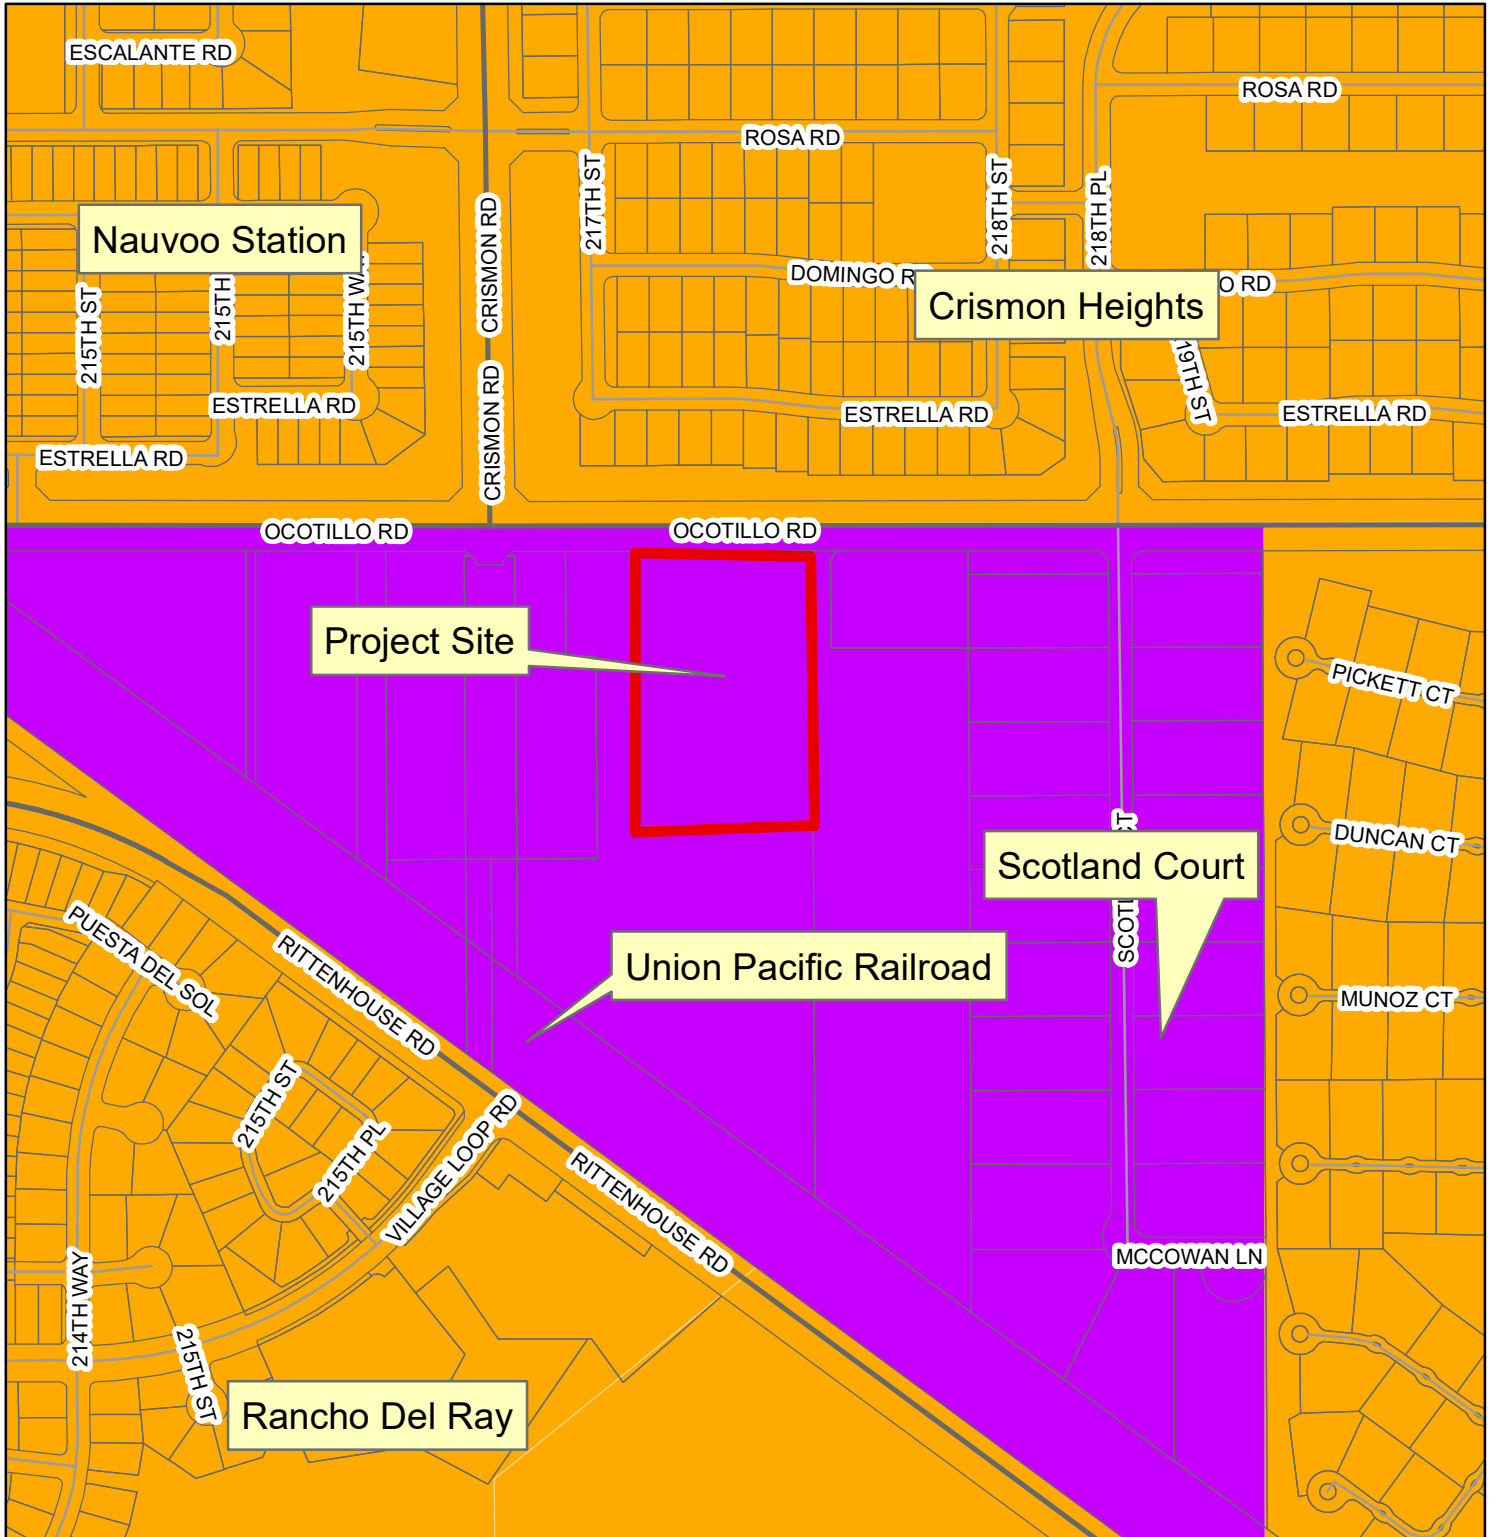 ESCALANTE RD
ROSA RD
ROSA RD
217TH ST
218TH ST
218TH PL
CRISMON RD
Nauvoo Station
DOMINGO R
O RD
Crismon Heights
215TH ST
215TH
215TH WA
19TH ST
CRISMON RD
ESTRELLA RD
ESTRELLA RD
ESTRELLA RD
ESTRELLA RD
OCOTILLO RD
OCOTILLO RD
Project Site
PICKETT CT
DUNCAN CT
SCOTL CT
Scotland Court
PUESTA DEL SOL
RITTENHOUSE RD
Union Pacific Railroad
MUNOZ CT
215TH ST
215TH PL
VILLAGE LOOP RD
RITTENHOUSE RD
MCCOWAN LN
214TH WAY
215TH ST
Rancho Del Ray